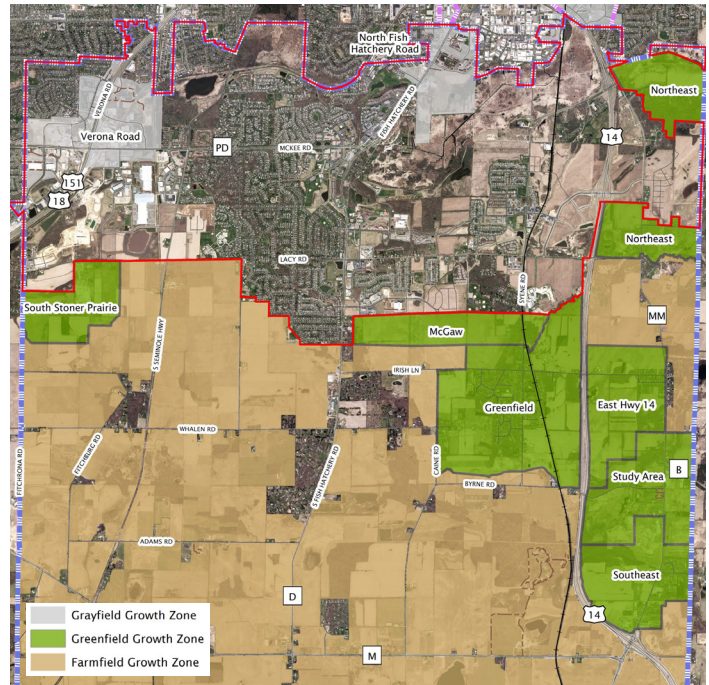 North Fish
Hatchery Road
Northeast
VERONA RD
Verona Road
FISH HATCHERY RD
14
PD
MCKEE RD
151
18
Northeast
LACY RD
SYENE RD
South Stoner Prairie
MM
McGaw
S SEMINOLE HWY
IRISH LN
Greenfield
East Hwy 14
WHALEN RD
FITCHBURG RD
FITCHRONA RD
S FISH HATCHERY RD
CAINE RD
Study Area
B
BYRNE RD
ADAMS RD
Southeast
D
14
Grayfield Growth Zone
Greenfield Growth Zone
Farmfield Growth Zone
M